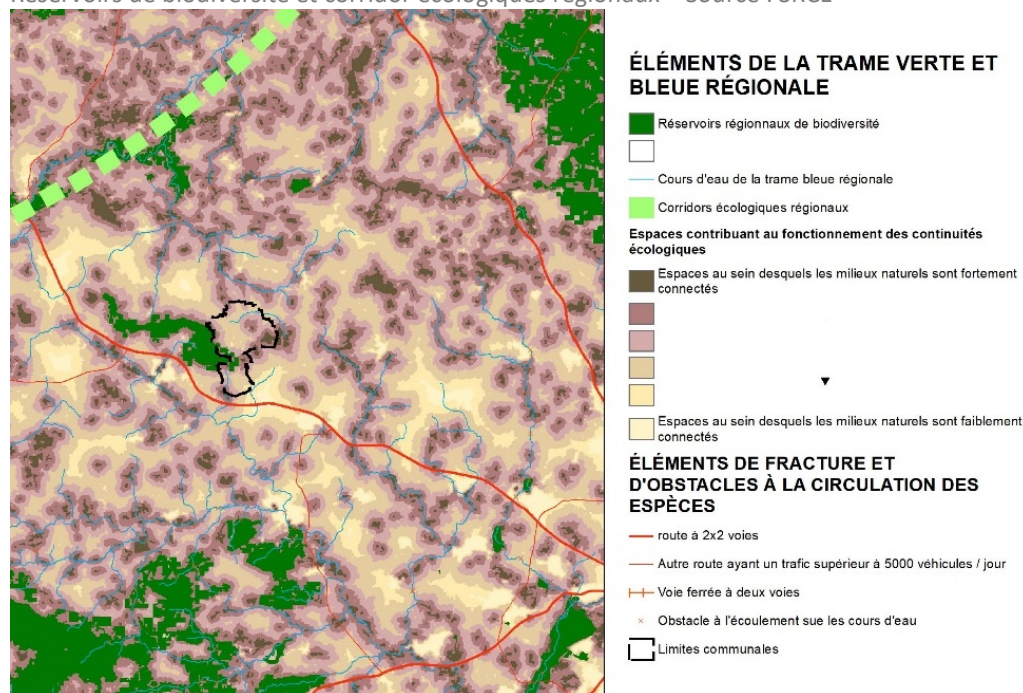 ÉLÉMENTS DE LA TRAME VERTE ET
BLEUE RÉGIONALE
Réservoirs régionnaux de biodiversité
Cours d'eau de la trame bleue régionale
Corridors écologiques régionaux
Espaces contribuant au fonctionnement des continuités
écologiques
Espaces au sein desquels les milieux naturels sont fortement
connectés
Espaces au sein desquels les milieux naturels sont faiblement
connectés
ÉLÉMENTS DE FRACTURE ET
D'OBSTACLES À LA CIRCULATION DES
ESPÈCES
route à 2x2 voies
Autre route ayant un trafic supérieur à 5000 véhicules / jour
Voie ferrée à deux voies
Obstacle à l'écoulement sue les cours d'eau
Limites communales